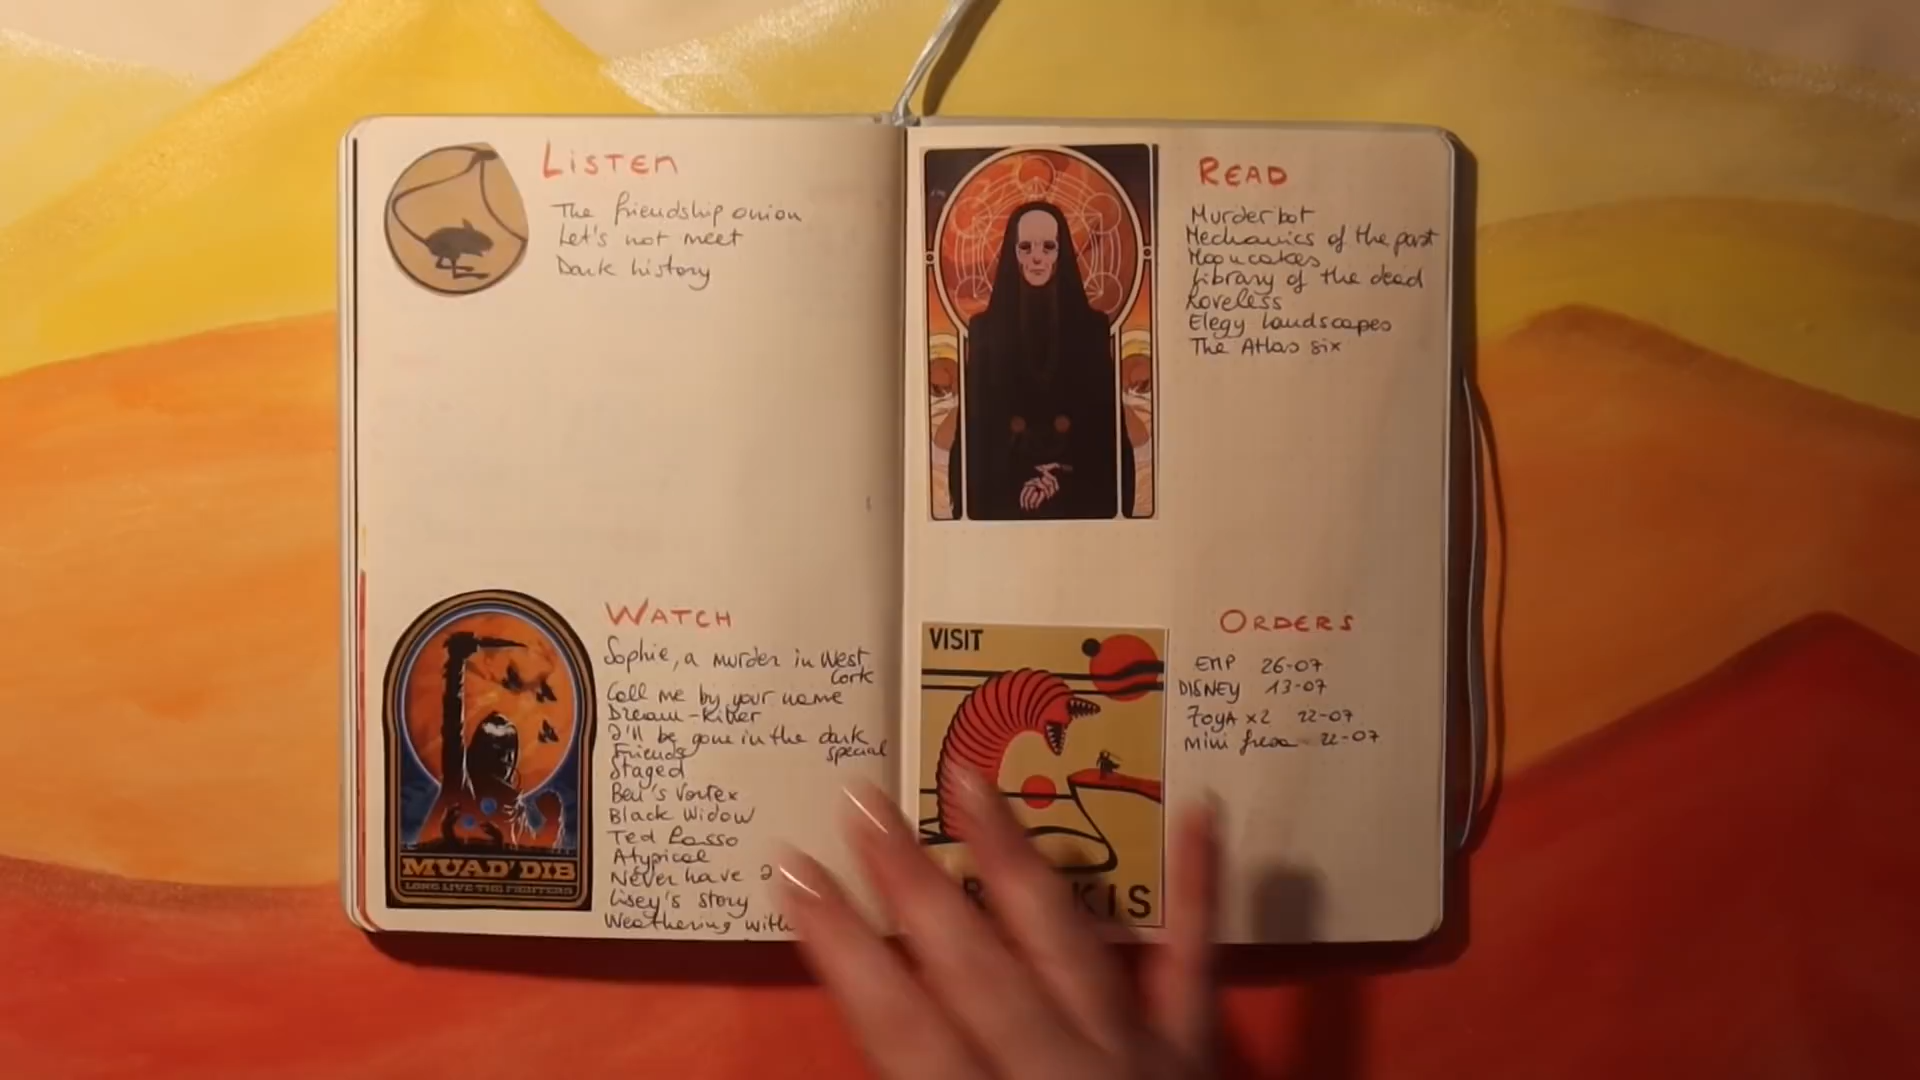 LISTEN
The friendship onion
Let's not meet
Dark history
WATCH
Sophie, a murder in West
Cork
Call me by your name
Dream-killer
I'll be gone in the dark
Friends special
Staged
Ben's Vortex
Black Widow
Ted Lasso
Atypical
Never have I
Lisey's story
Weathering with
MUAD'DIB
LONG LIVE THE FIGHTERS
READ
Murderbot
Mechanics of the past
Mooncakes
Library of the dead
Loveless
Elegy landscapes
The Atlas six
ORDERS
EMP 26-07
DISNEY 13-07
ZOYA x2 22-07
Mini 22-07
VISIT
KIS